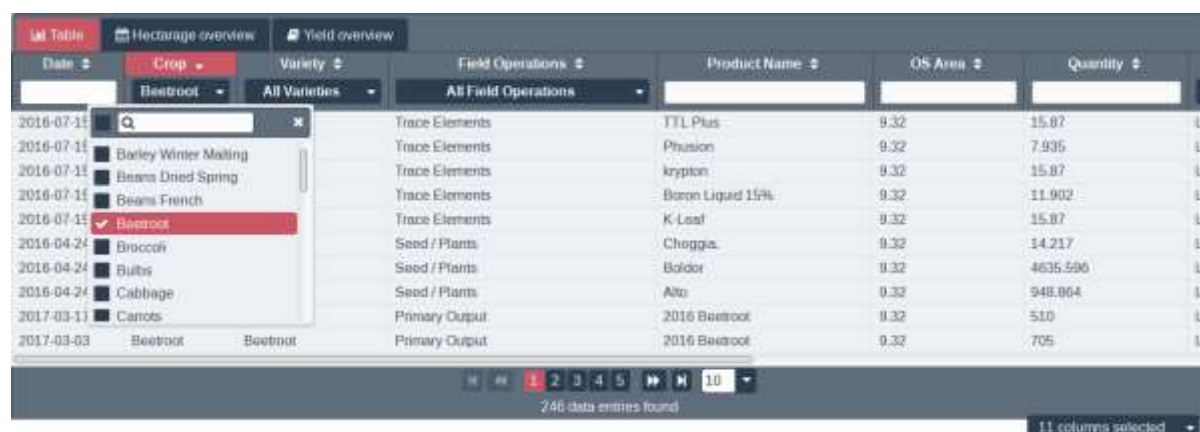 Table Hectarage overview Yield overview
Date Crop Variety Field Operations Product Name OS Area Quantity
Beetroot All Varieties All Field Operations
2016-07-15 Trace Elements TTL Plus 9.32 15.87
2016-07-15 Barley Winter Malting Trace Elements Phusion 9.32 7.935
2016-07-15 Beans Dried Spring Trace Elements krypton 9.32 15.87
2016-07-15 Beans French Trace Elements Boron Liquid 15% 9.32 11.902
2016-07-15 Beetroot Trace Elements K-Leaf 9.32 15.87
2016-04-24 Broccoli Seed / Plants Choggia. 9.32 14.217
2016-04-24 Bulbs Seed / Plants Boldor 9.32 4635.596
2016-04-24 Cabbage Seed / Plants Alto 9.32 948.864
Carrots Primary Output 2016 Beetroot 9.32 510
2017-03-03 Beetroot Beetroot Primary Output 2016 Beetroot 9.32 705
1 2 3 4 5 10
246 data entries found
11 columns selected